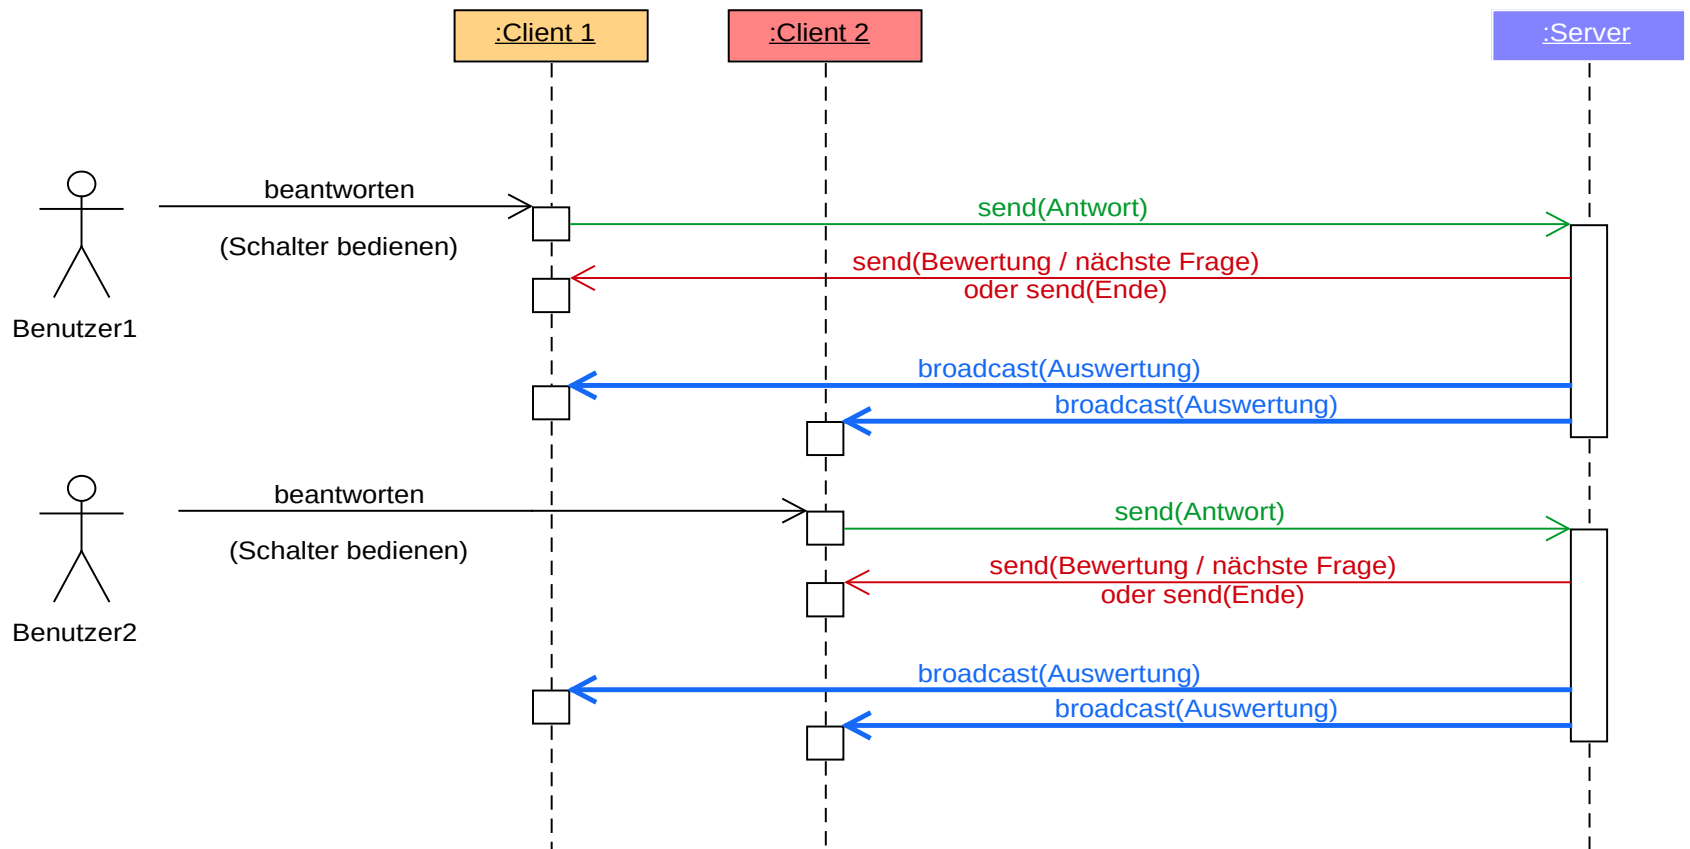 :Client 1
:Client 2
:Server
beantworten
send(Antwort)
(Schalter bedienen)
send(Bewertung / nächste Frage)
oder send(Ende)
Benutzer1
broadcast(Auswertung)
broadcast(Auswertung)
beantworten
send(Antwort)
(Schalter bedienen)
send(Bewertung / nächste Frage)
oder send(Ende)
Benutzer2
broadcast(Auswertung)
broadcast(Auswertung)